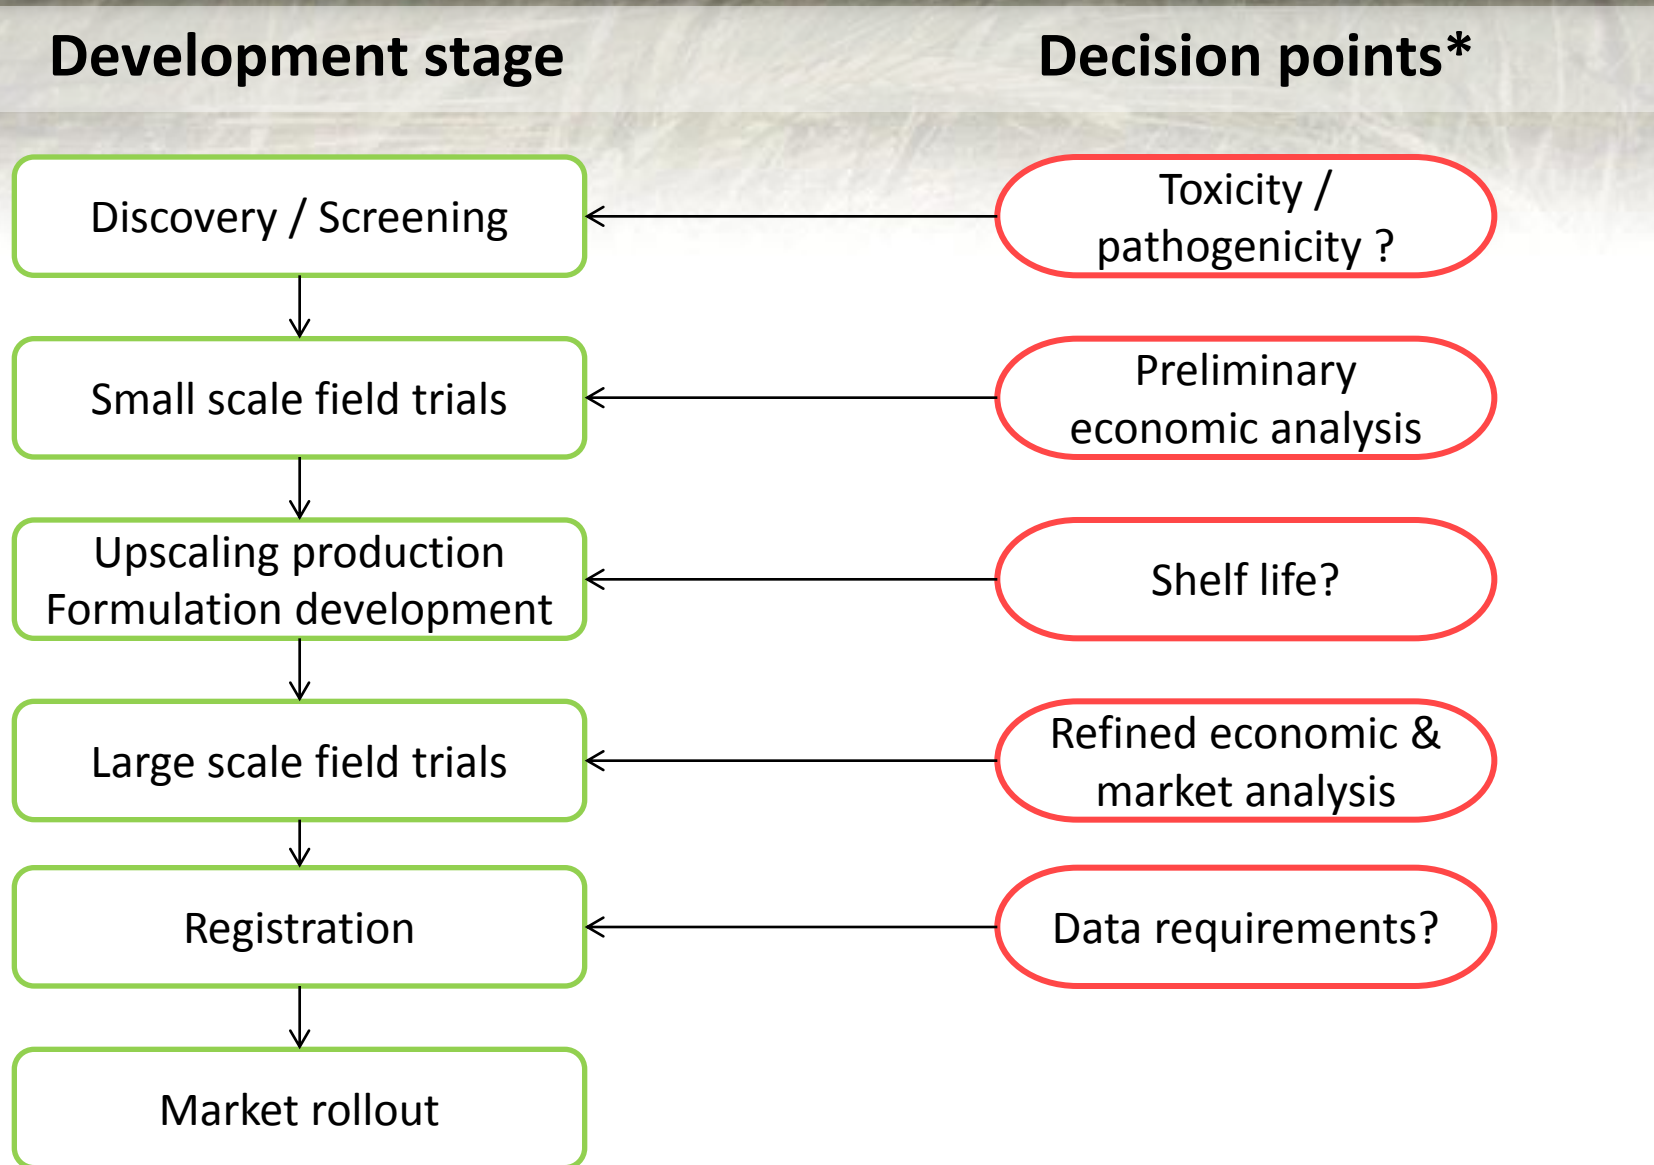 Development stage
Decision points*
Discovery / Screening
Toxicity /
pathogenicity ?
Small scale field trials
Preliminary
economic analysis
Upscaling production
Formulation development
Shelf life?
Large scale field trials
Refined economic &
market analysis
Registration
Data requirements?
Market rollout